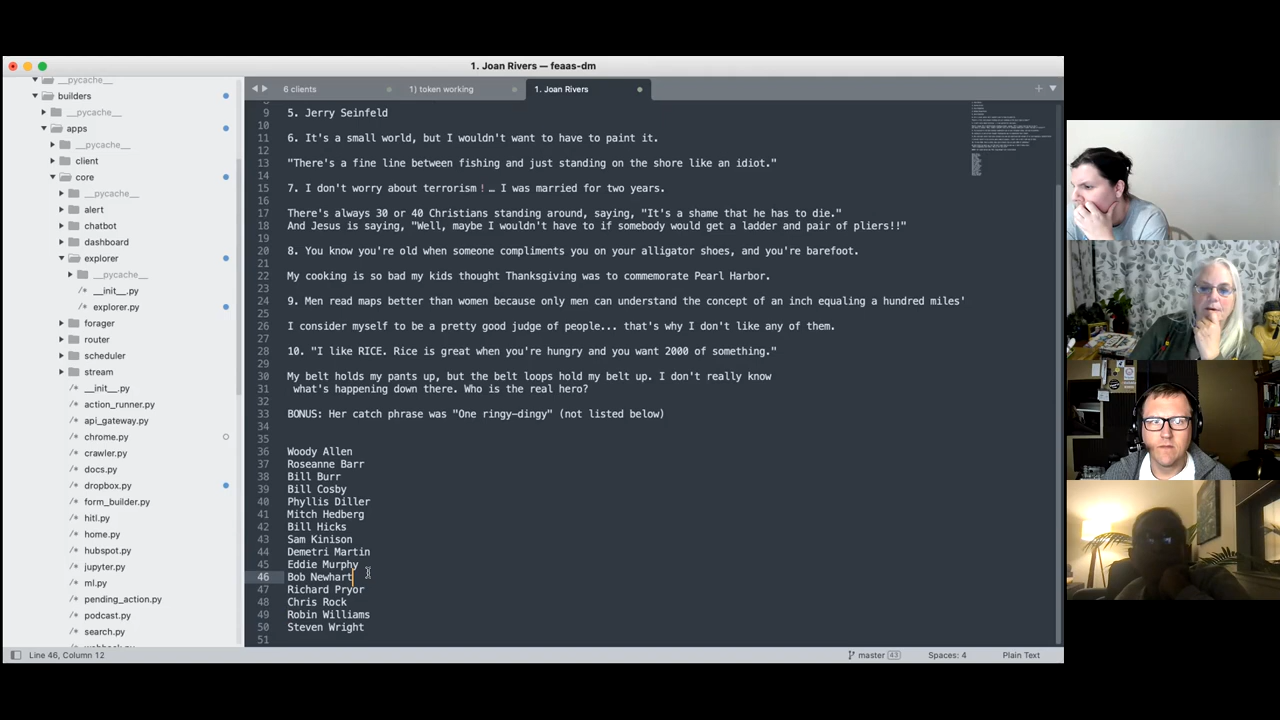 1. Joan Rivers — feaas-dm
__pycache__
builders
__pycache__
apps
__pycache__
client
core
__pycache__
alert
chatbot
dashboard
explorer
__pycache__
/* __init__.py
/* explorer.py
forager
router
scheduler
stream
/* __init__.py
/* action_runner.py
/* api_gateway.py
/* chrome.py
/* crawler.py
/* docs.py
/* dropbox.py
/* form_builder.py
/* hitl.py
/* home.py
/* hubspot.py
/* jupyter.py
/* ml.py
/* pending_action.py
/* podcast.py
/* search.py
6 clients
1) token working
1. Joan Rivers
9 5. Jerry Seinfeld
10
11 6. It's a small world, but I wouldn't want to have to paint it.
12
13 "There's a fine line between fishing and just standing on the shore like an idiot."
14
15 7. I don't worry about terrorism!… I was married for two years.
16
17 There's always 30 or 40 Christians standing around, saying, "It's a shame that he has to die."
18 And Jesus is saying, "Well, maybe I wouldn't have to if somebody would get a ladder and pair of pliers!!"
19
20 8. You know you're old when someone compliments you on your alligator shoes, and you're barefoot.
21
22 My cooking is so bad my kids thought Thanksgiving was to commemorate Pearl Harbor.
23
24 9. Men read maps better than women because only men can understand the concept of an inch equaling a hundred miles'
25
26 I consider myself to be a pretty good judge of people... that's why I don't like any of them.
27
28 10. "I like RICE. Rice is great when you're hungry and you want 2000 of something."
29
30 My belt holds my pants up, but the belt loops hold my belt up. I don't really know
31 what's happening down there. Who is the real hero?
32
33 BONUS: Her catch phrase was "One ringy-dingy" (not listed below)
34
35
36 Woody Allen
37 Roseanne Barr
38 Bill Burr
39 Bill Cosby
40 Phyllis Diller
41 Mitch Hedberg
42 Bill Hicks
43 Sam Kinison
44 Demetri Martin
45 Eddie Murphy
46 Bob Newhart
47 Richard Pryor
48 Chris Rock
49 Robin Williams
50 Steven Wright
51
Line 46, Column 12
master 43
Spaces: 4
Plain Text